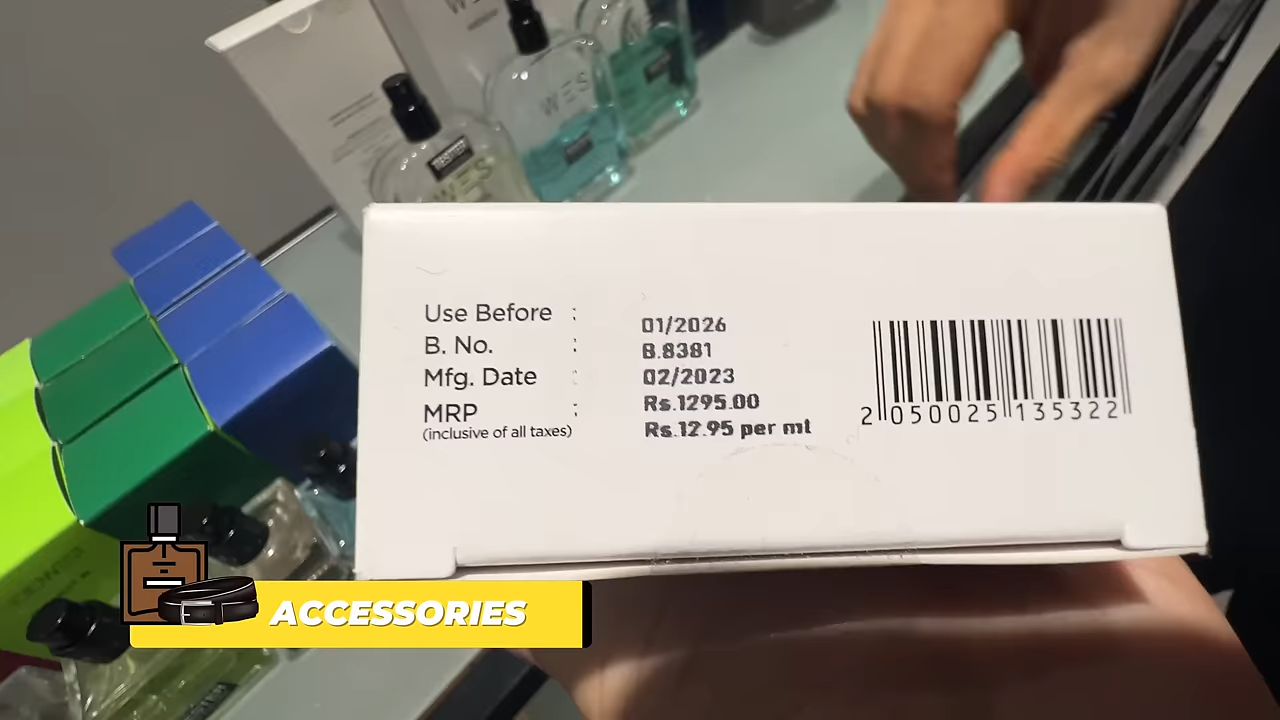 WES
Use Before : 01/2026
B. No. : B.8381
Mfg. Date : 02/2023
MRP : Rs.1295.00
(inclusive of all taxes) Rs.12.95 per ml
2 050025 135322
ACCESSORIES